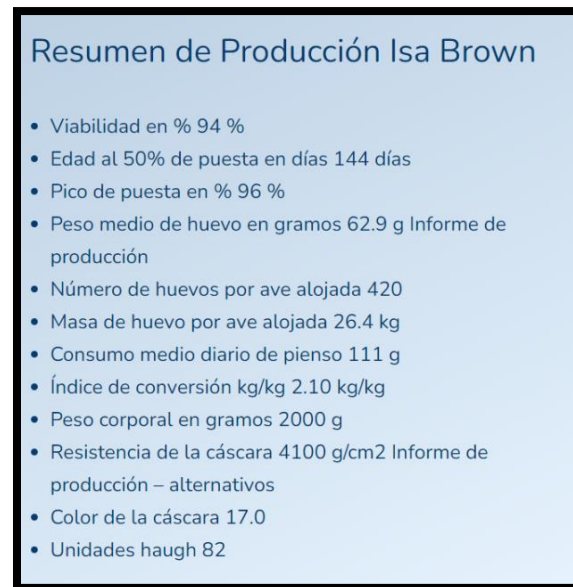 Resumen de Producción Isa Brown
• Viabilidad en % 94 %
• Edad al 50% de puesta en días 144 días
• Pico de puesta en % 96 %
• Peso medio de huevo en gramos 62.9 g Informe de
producción
• Número de huevos por ave alojada 420
• Masa de huevo por ave alojada 26.4 kg
• Consumo medio diario de pienso 111 g
• Índice de conversión kg/kg 2.10 kg/kg
• Peso corporal en gramos 2000 g
• Resistencia de la cáscara 4100 g/cm2 Informe de
producción – alternativos
• Color de la cáscara 17.0
• Unidades haugh 82